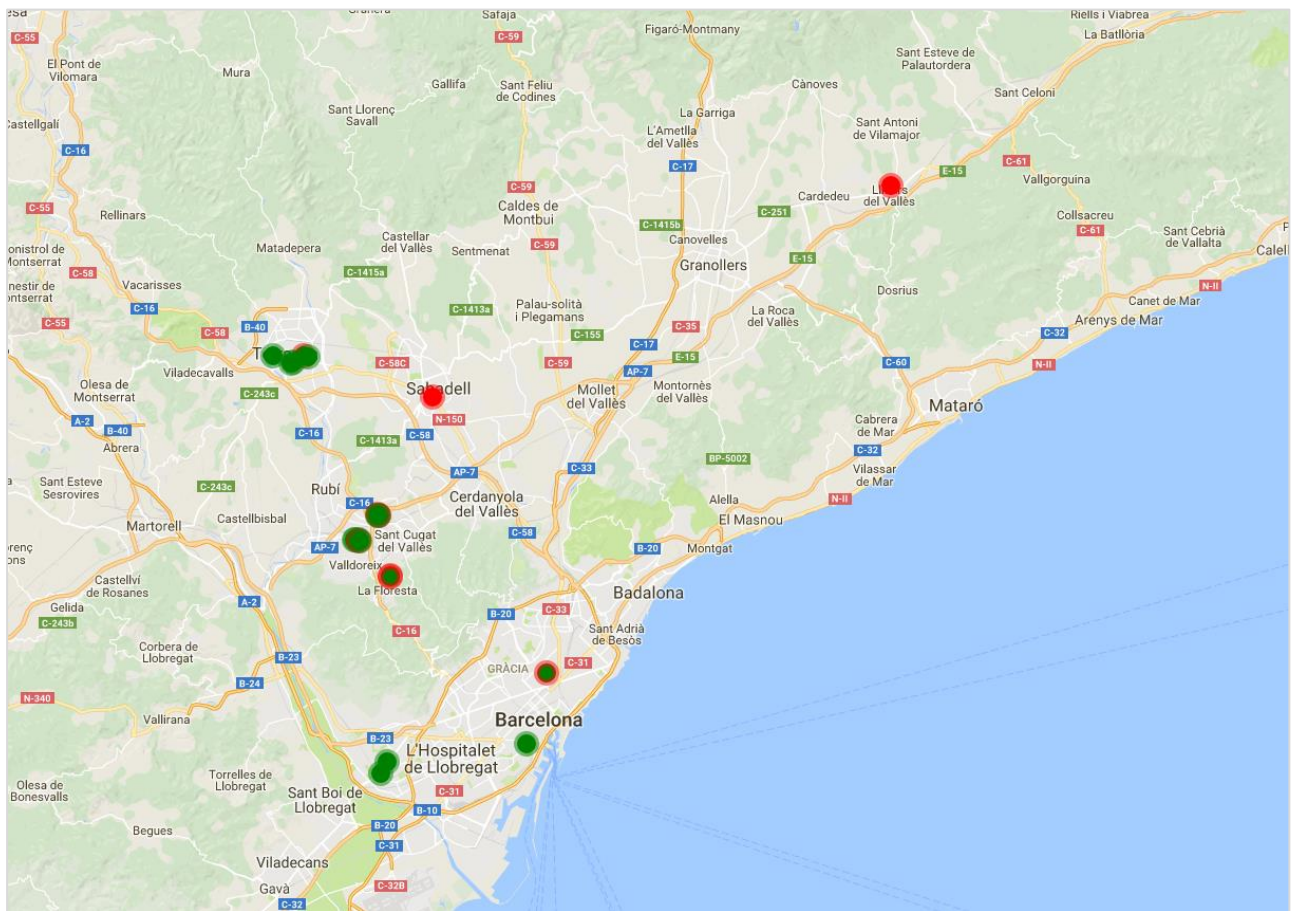 Safaja
C-59
Figaró-Montmany
Riells i Viabrea
La Batllòria
C-55
El Pont de
Vilomara
Mura
Gallifa
Sant Feliu
de Codines
Cànoves
Sant Esteve de
Palautordera
Sant Celoni
Castellgalí
Sant Llorenç
Savall
La Garriga
L'Ametlla
del Vallès
Sant Antoni
de Vilamajor
C-16
C-17
C-61
E-15
Vallgorguina
C-55
Rellinars
C-59
Caldes de
Montbui
Cardedeu
del Vallès
C-251
C-1415b
Collsacreu
C-61
Sant Cebrià
de Vallalta
Matadepera
Castellar
del Vallès
Sentmenat
C-59
Canovelles
Granollers
E-15
C-58
Vacarisses
C-1415a
Dosrius
N-II
Canet de Mar
Arenys de Mar
C-16
C-55
B-40
C-58
C-1413a
Palau-solità
i Plegamans
C-155
C-35
La Roca
del Vallès
C-32
C-17
E-15
Viladecavalls
C-58C
C-59
AP-7
C-60
N-II
Olesa de
Montserrat
C-243c
Mollet
del Vallès
Montornès
del Vallès
Mataró
A-2
B-40
Abrera
C-16
C-1413a
C-58
N-150
Cabrera
de Mar
C-32
BP-5002
AP-7
C-33
Vilassar
de Mar
Sant Esteve
Sesrovires
C-243c
Rubí
C-16
Cerdanyola
del Vallès
Alella
N-II
Martorell
Castellbisbal
El Masnou
AP-7
Sant Cugat
del Vallès
C-58
B-20
Montgat
Valldoreix
Castellví
de Rosanes
La Floresta
Badalona
Gelida
A-2
B-20
C-33
C-243b
C-16
Sant Adrià
de Besòs
Corbera de
Llobregat
B-23
GRÀCIA
C-31
B-24
N-340
Vallirana
Barcelona
B-23
L'Hospitalet
de Llobregat
Torrelles de
Llobregat
Olesa de
Bonesvalls
Sant Boi de
Llobregat
C-31
B-10
Begues
B-20
C-31
Viladecans
Gavà
C-32B
C-32